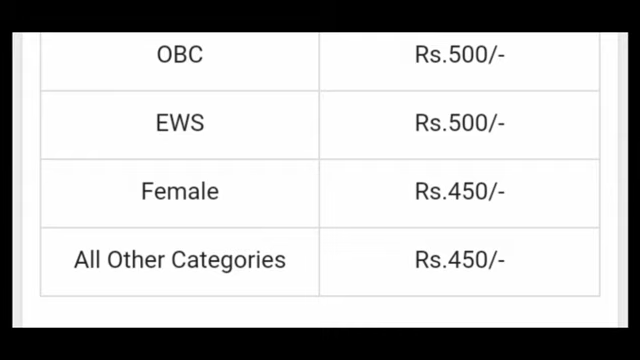 OBC Rs.500/-
EWS Rs.500/-
Female Rs.450/-
All Other Categories Rs.450/-